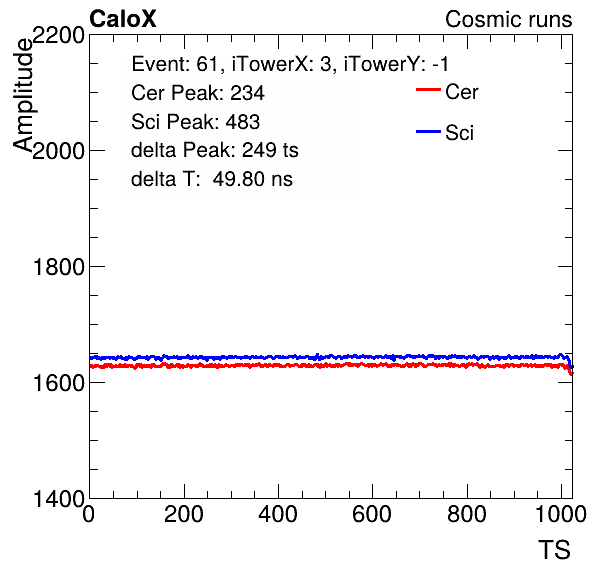 CaloX Cosmic runs
Amplitude
Event: 61, iTowerX: 3, iTowerY: -1
Cer Peak: 234
Sci Peak: 483
delta Peak: 249 ts
delta T: 49.80 ns
Cer
Sci
2200
2000
1800
1600
1400
0 200 400 600 800 1000
TS